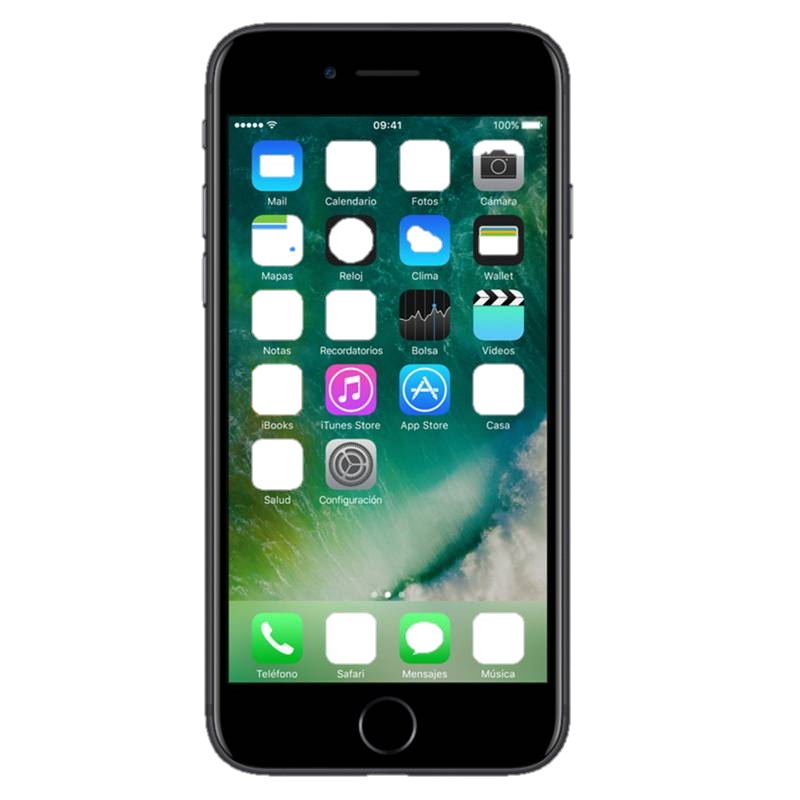 09:41 100%
Mail Calendario Fotos Cámara
Mapas Reloj Clima Wallet
Notas Recordatorios Bolsa Videos
iBooks iTunes Store App Store Casa
Salud Configuración
Teléfono Safari Mensajes Música